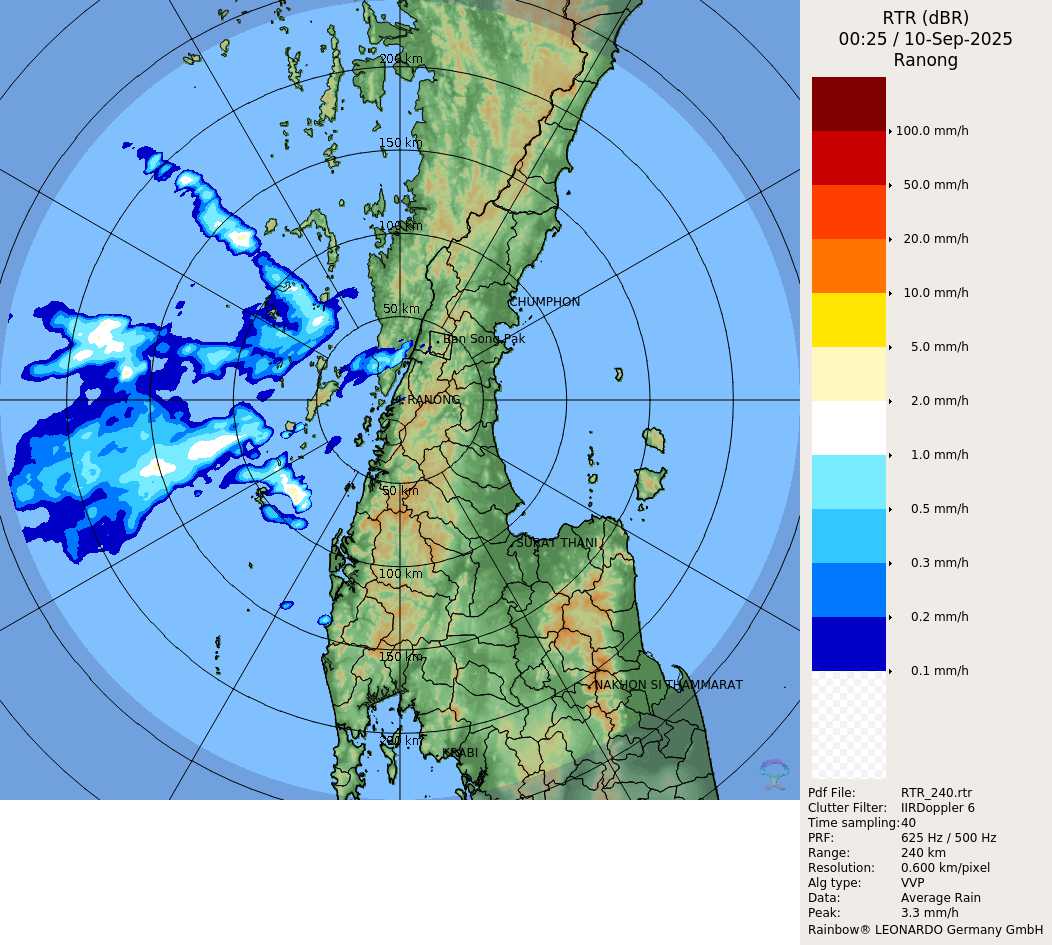 RTR (dBR)
00:25 / 10-Sep-2025
Ranong
100.0 mm/h
50.0 mm/h
20.0 mm/h
10.0 mm/h
5.0 mm/h
2.0 mm/h
1.0 mm/h
0.5 mm/h
0.3 mm/h
0.2 mm/h
0.1 mm/h
Pdf File: RTR_240.rtr
Clutter Filter: IIRDoppler 6
Time sampling: 40
PRF: 625 Hz / 500 Hz
Range: 240 km
Resolution: 0.600 km/pixel
Alg type: VVP
Data: Average Rain
Peak: 3.3 mm/h
Rainbow® LEONARDO Germany GmbH
200 km
150 km
100 km
CHUMPHON
50 km
Ban Song Pak
RANONG
50 km
SURAT THANI
100 km
150 km
NAKHON SI THAMMARAT
200 km
KRABI